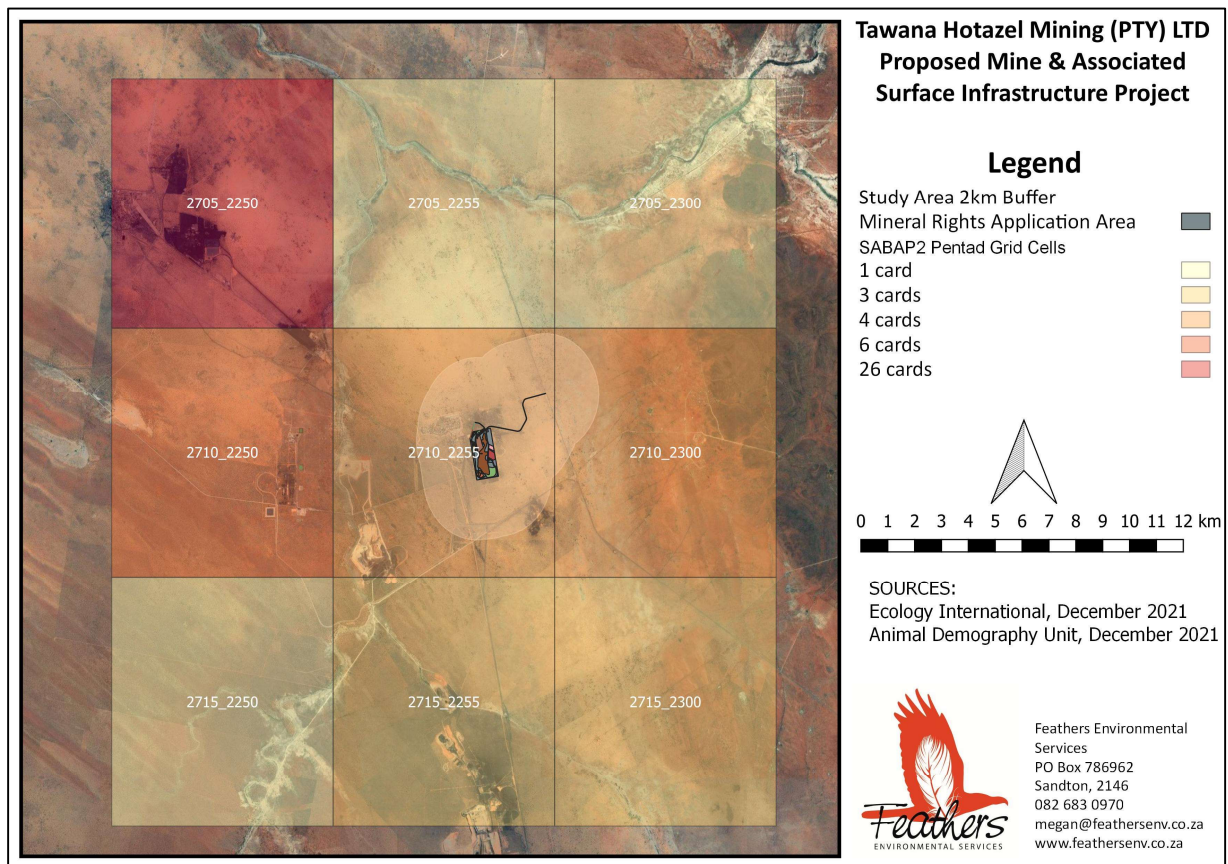 Tawana Hotazel Mining (PTY) LTD
Proposed Mine & Associated
Surface Infrastructure Project
Legend
Study Area 2km Buffer
Mineral Rights Application Area
SABAP2 Pentad Grid Cells
1 card
3 cards
4 cards
6 cards
26 cards
2705_2250
2705_2255
2705_2300
2710_2250
2710_2255
2710_2300
2715_2250
2715_2255
2715_2300
0 1 2 3 4 5 6 7 8 9 10 11 12 km
SOURCES:
Ecology International, December 2021
Animal Demography Unit, December 2021
Feathers
ENVIRONMENTAL SERVICES
Feathers Environmental
Services
PO Box 786962
Sandton, 2146
082 683 0970
megan@feathersenv.co.za
www.feathersenv.co.za